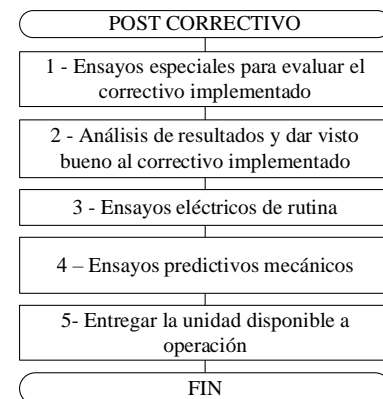 POST CORRECTIVO
1 - Ensayos especiales para evaluar el
correctivo implementado
2 - Análisis de resultados y dar visto
bueno al correctivo implementado
3 - Ensayos eléctricos de rutina
4 – Ensayos predictivos mecánicos
5- Entregar la unidad disponible a
operación
FIN